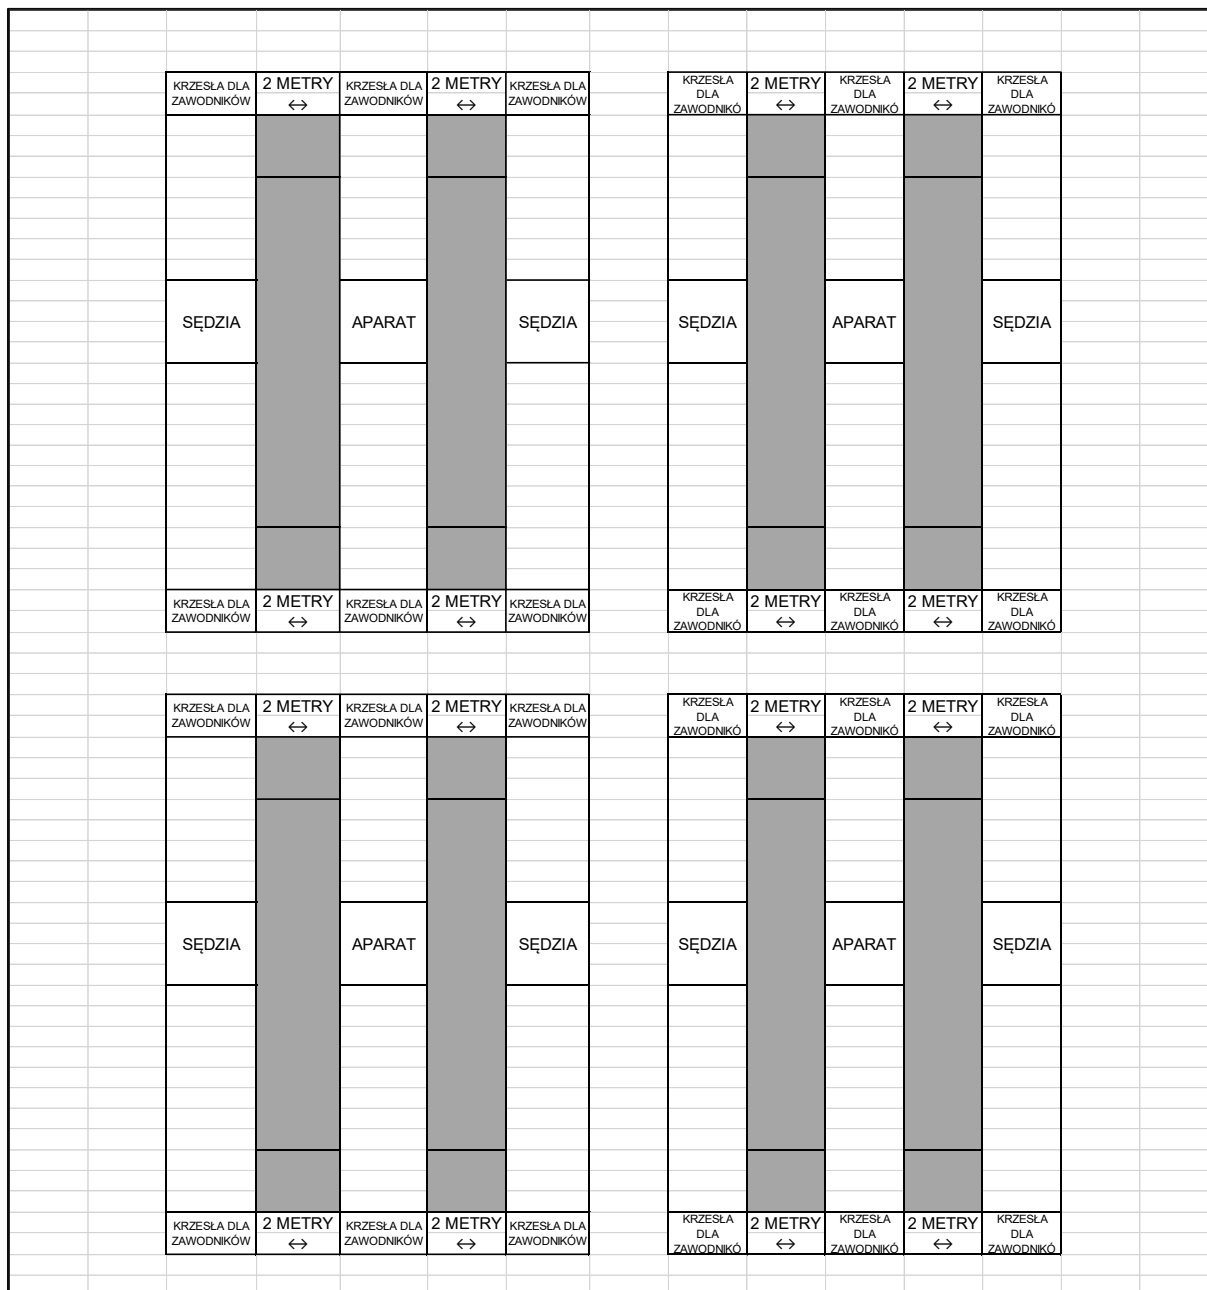 KRZESŁA DLA ZAWODNIKÓW
2 METRY
↔
KRZESŁA DLA ZAWODNIKÓW
2 METRY
↔
KRZESŁA DLA ZAWODNIKÓW
KRZESŁA DLA ZAWODNIKÓ
2 METRY
↔
KRZESŁA DLA ZAWODNIKÓ
2 METRY
↔
KRZESŁA DLA ZAWODNIKÓ
SĘDZIA
APARAT
SĘDZIA
SĘDZIA
APARAT
SĘDZIA
KRZESŁA DLA ZAWODNIKÓW
2 METRY
↔
KRZESŁA DLA ZAWODNIKÓW
2 METRY
↔
KRZESŁA DLA ZAWODNIKÓW
KRZESŁA DLA ZAWODNIKÓ
2 METRY
↔
KRZESŁA DLA ZAWODNIKÓ
2 METRY
↔
KRZESŁA DLA ZAWODNIKÓ
KRZESŁA DLA ZAWODNIKÓW
2 METRY
↔
KRZESŁA DLA ZAWODNIKÓW
2 METRY
↔
KRZESŁA DLA ZAWODNIKÓW
KRZESŁA DLA ZAWODNIKÓ
2 METRY
↔
KRZESŁA DLA ZAWODNIKÓ
2 METRY
↔
KRZESŁA DLA ZAWODNIKÓ
SĘDZIA
APARAT
SĘDZIA
SĘDZIA
APARAT
SĘDZIA
KRZESŁA DLA ZAWODNIKÓW
2 METRY
↔
KRZESŁA DLA ZAWODNIKÓW
2 METRY
↔
KRZESŁA DLA ZAWODNIKÓW
KRZESŁA DLA ZAWODNIKÓ
2 METRY
↔
KRZESŁA DLA ZAWODNIKÓ
2 METRY
↔
KRZESŁA DLA ZAWODNIKÓ